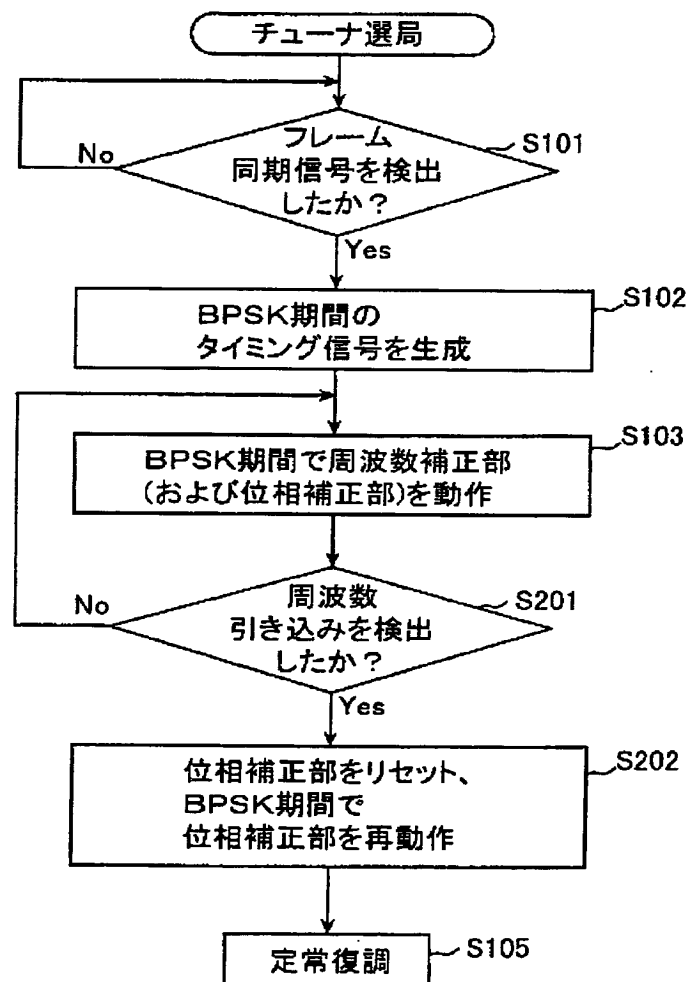 チューナ選局
フレーム
同期信号を検出
したか?
S101
No
Yes
BPSK期間の
タイミング信号を生成
S102
BPSK期間で周波数補正部
(および位相補正部)を動作
S103
周波数
引き込みを検出
したか?
S201
No
Yes
位相補正部をリセット、
BPSK期間で
位相補正部を再動作
S202
定常復調
S105